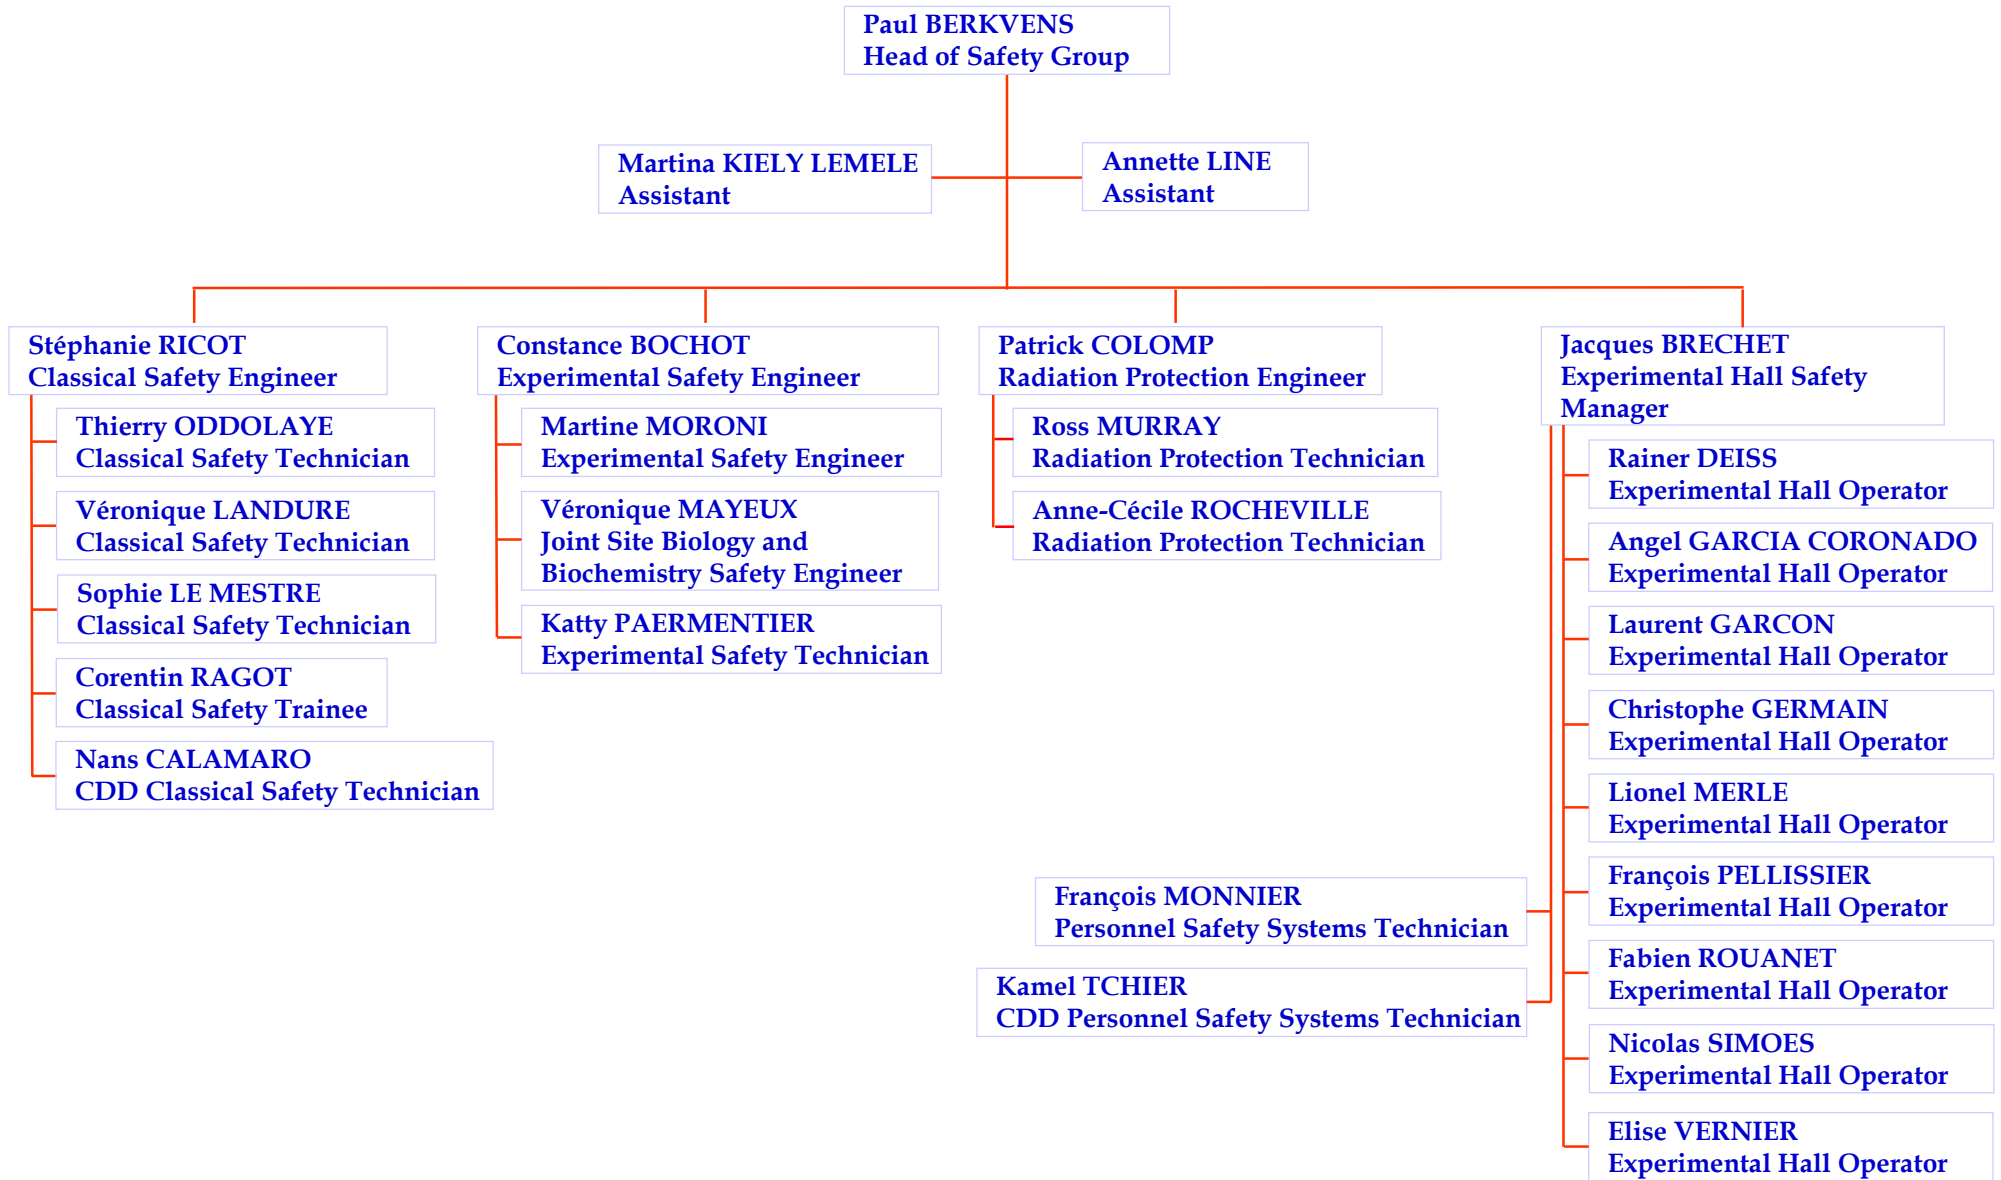 Paul BERKVENS
Head of Safety Group
Martina KIELY LEMELE
Assistant
Annette LINE
Assistant
Stéphanie RICOT
Classical Safety Engineer
Thierry ODDOLAYE
Classical Safety Technician
Véronique LANDURE
Classical Safety Technician
Sophie LE MESTRE
Classical Safety Technician
Corentin RAGOT
Classical Safety Trainee
Nans CALAMARO
CDD Classical Safety Technician
Constance BOCHOT
Experimental Safety Engineer
Martine MORONI
Experimental Safety Engineer
Véronique MAYEUX
Joint Site Biology and
Biochemistry Safety Engineer
Katty PAERMENTIER
Experimental Safety Technician
Patrick COLOMP
Radiation Protection Engineer
Ross MURRAY
Radiation Protection Technician
Anne-Cécile ROCHEVILLE
Radiation Protection Technician
Jacques BRECHET
Experimental Hall Safety
Manager
Rainer DEISS
Experimental Hall Operator
Angel GARCIA CORONADO
Experimental Hall Operator
Laurent GARCON
Experimental Hall Operator
Christophe GERMAIN
Experimental Hall Operator
Lionel MERLE
Experimental Hall Operator
François PELLISSIER
Experimental Hall Operator
Fabien ROUANET
Experimental Hall Operator
Nicolas SIMOES
Experimental Hall Operator
Elise VERNIER
Experimental Hall Operator
François MONNIER
Personnel Safety Systems Technician
Kamel TCHIER
CDD Personnel Safety Systems Technician